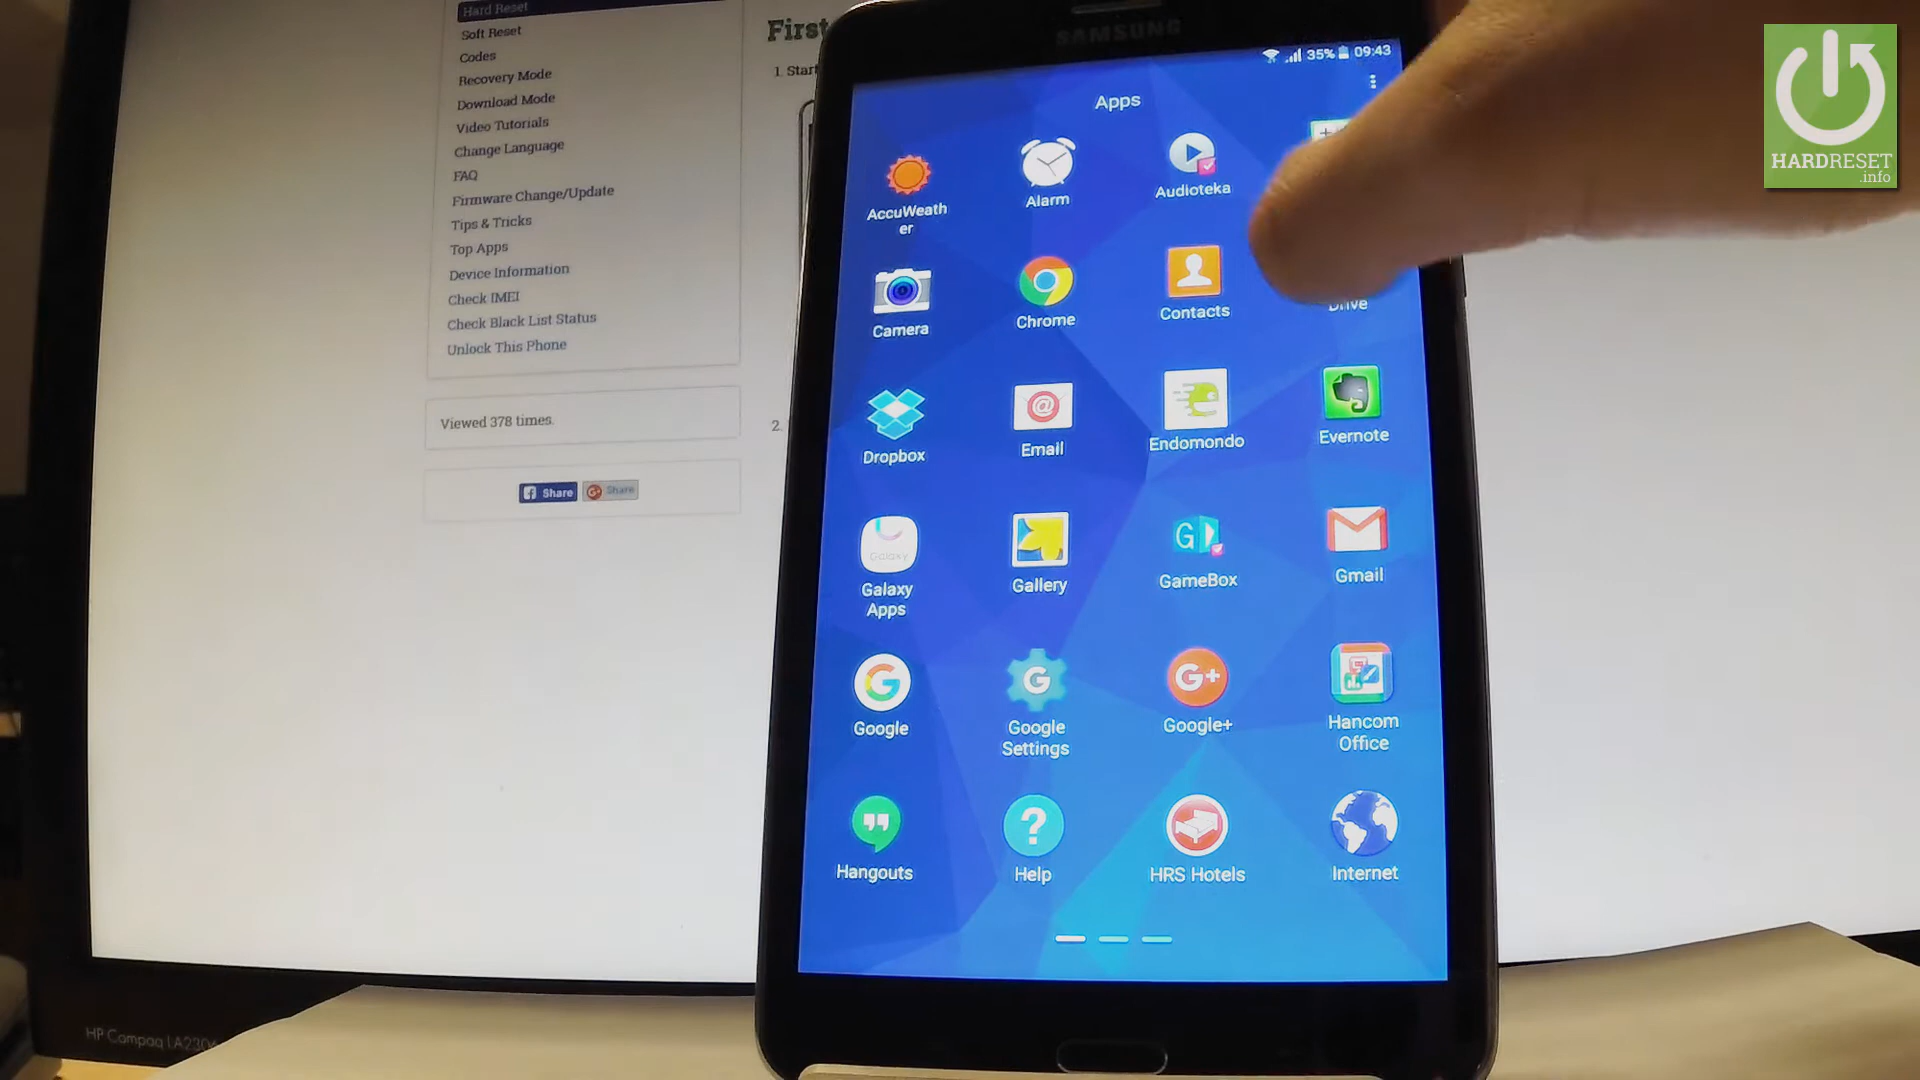 Hard Reset
Soft Reset
Codes
Recovery Mode
Download Mode
Video Tutorials
Change Language
FAQ
Firmware Change/Update
Tips & Tricks
Top Apps
Device Information
Check IMEI
Check Black List Status
Unlock This Phone
Viewed 378 times.
Share
G+ Share
First
1. Start
2.
SAMSUNG
35% 09:43
Apps
AccuWeath
er
Alarm
Audioteka
Camera
Chrome
Contacts
Drive
Dropbox
Email
Endomondo
Evernote
Galaxy
Galaxy
Apps
Gallery
GameBox
Gmail
Google
Google
Settings
G+
Google+
Hancom
Office
Hangouts
?
Help
HRS Hotels
Internet
HP Compaq LA2306
HARDRESET
.info